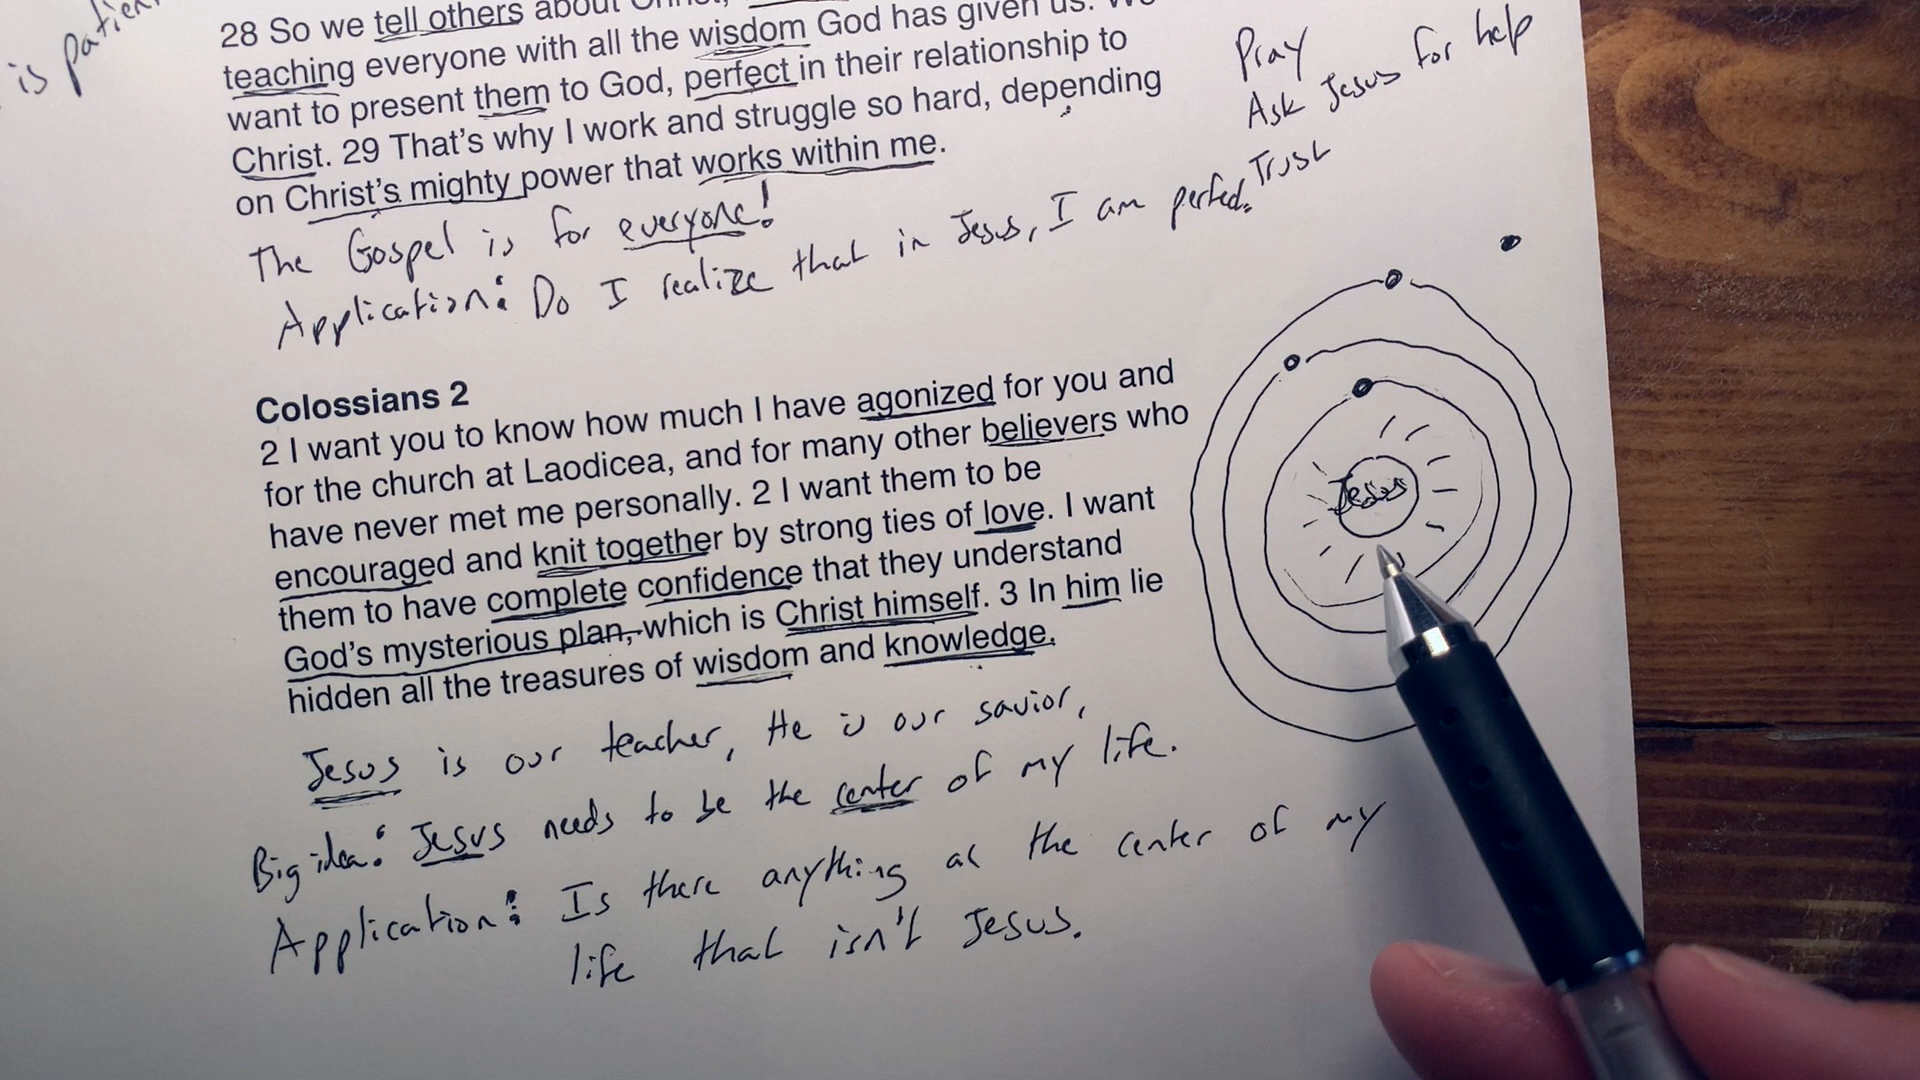 is patien
28 So we tell others about Christ,
teaching everyone with all the wisdom God has given us. We
want to present them to God, perfect in their relationship to
Christ. 29 That's why I work and struggle so hard, depending
on Christ's mighty power that works within me.
The Gospel is for everyone!
Application: Do I realize that in Jesus, I am perfect.
Pray
Ask Jesus for help
Trust
Colossians 2
2 I want you to know how much I have agonized for you and
for the church at Laodicea, and for many other believers who
have never met me personally. 2 I want them to be
encouraged and knit together by strong ties of love. I want
them to have complete confidence that they understand
God's mysterious plan, which is Christ himself. 3 In him lie
hidden all the treasures of wisdom and knowledge.
Jesus
Jesus is our teacher, He is our savior,
Big idea: Jesus needs to be the center of my life.
Application: Is there anything at the center of my
life that isn't Jesus.